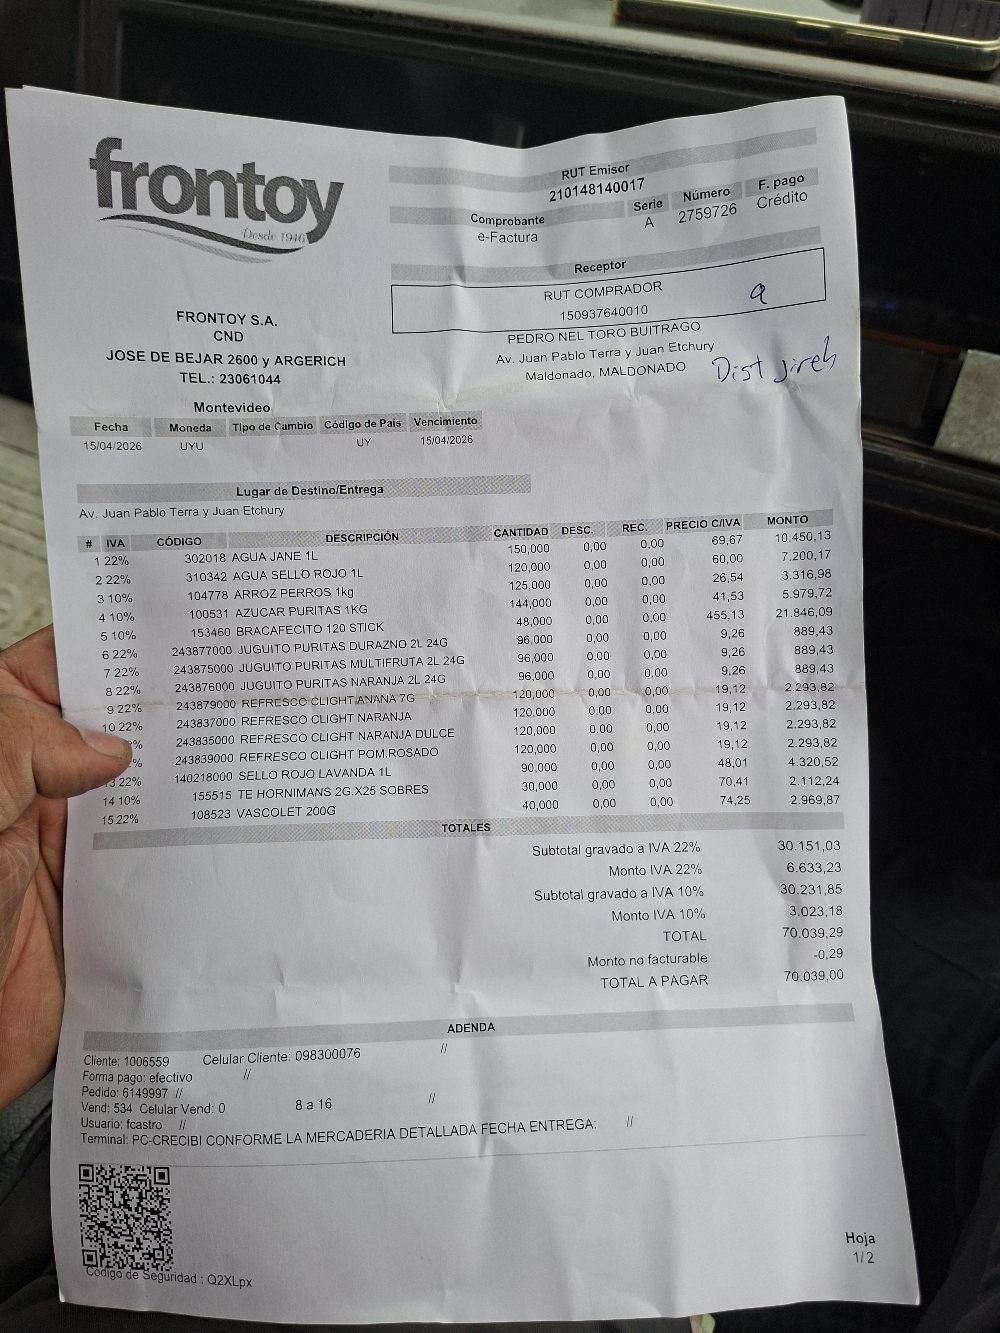 frontoy
Desde 1946
RUT Emisor
210148140017
Comprobante Serie Número F. pago
e-Factura A 2759726 Crédito
Receptor
RUT COMPRADOR
150937640010
a
PEDRO NEL TORO BUITRAGO
Av. Juan Pablo Terra y Juan Etchury
Maldonado, MALDONADO
Dist jireh
FRONTOY S.A.
CND
JOSE DE BEJAR 2600 y ARGERICH
TEL.: 23061044
Montevideo
Fecha Moneda Tipo de Cambio Código de País Vencimiento
15/04/2026 UYU UY 15/04/2026
Lugar de Destino/Entrega
Av. Juan Pablo Terra y Juan Etchury
# IVA CÓDIGO DESCRIPCIÓN CANTIDAD DESC. REC. PRECIO C/IVA MONTO
1 22% 302018 AGUA JANE 1L 150,000 0,00 0,00 69,67 10.450,13
2 22% 310342 AGUA SELLO ROJO 1L 120,000 0,00 0,00 60,00 7.200,17
3 10% 104778 ARROZ PERROS 1kg 125,000 0,00 0,00 26,54 3.316,98
4 10% 100531 AZUCAR PURITAS 1KG 144,000 0,00 0,00 41,53 5.979,72
5 10% 153460 BRACAFECITO 120 STICK 48,000 0,00 0,00 455,13 21.846,09
6 22% 243877000 JUGUITO PURITAS DURAZNO 2L 24G 96,000 0,00 0,00 9,26 889,43
7 22% 243875000 JUGUITO PURITAS MULTIFRUTA 2L 24G 96,000 0,00 0,00 9,26 889,43
8 22% 243876000 JUGUITO PURITAS NARANJA 2L 24G 96,000 0,00 0,00 9,26 889,43
9 22% 243879000 REFRESCO CLIGHT ANANA 7G 120,000 0,00 0,00 19,12 2.293,82
10 22% 243837000 REFRESCO CLIGHT NARANJA 120,000 0,00 0,00 19,12 2.293,82
% 243835000 REFRESCO CLIGHT NARANJA DULCE 120,000 0,00 0,00 19,12 2.293,82
% 243839000 REFRESCO CLIGHT POM.ROSADO 120,000 0,00 0,00 19,12 2.293,82
13 22% 140218000 SELLO ROJO LAVANDA 1L 90,000 0,00 0,00 48,01 4.320,52
14 10% 155515 TE HORNIMANS 2G.X25 SOBRES 30,000 0,00 0,00 70,41 2.112,24
15 22% 108523 VASCOLET 200G 40,000 0,00 0,00 74,25 2.969,87
TOTALES
Subtotal gravado a IVA 22% 30.151,03
Monto IVA 22% 6.633,23
Subtotal gravado a IVA 10% 30.231,85
Monto IVA 10% 3.023,18
TOTAL 70.039,29
Monto no facturable -0,29
TOTAL A PAGAR 70.039,00
ADENDA
Cliente: 1006559 Celular Cliente: 098300076 //
Forma pago: efectivo //
Pedido: 6149997 //
Vend: 534 Celular Vend: 0 8 a 16 //
Usuario: fcastro //
Terminal: PC-CRECIBI CONFORME LA MERCADERIA DETALLADA FECHA ENTREGA: //
Código de Seguridad : Q2XLpx
Hoja
1/2